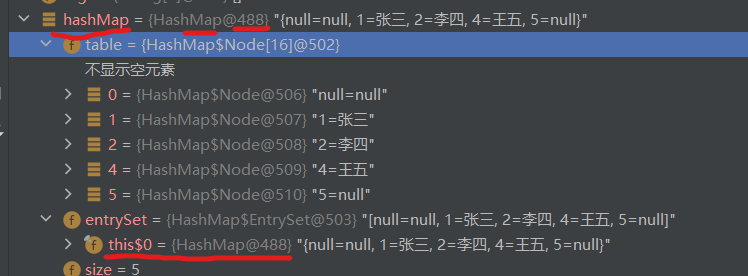 hashMap = {HashMap@488} "{null=null, 1=张三, 2=李四, 4=王五, 5=null}"
table = {HashMap$Node[16]@502}
不显示空元素
0 = {HashMap$Node@506} "null=null"
1 = {HashMap$Node@507} "1=张三"
2 = {HashMap$Node@508} "2=李四"
4 = {HashMap$Node@509} "4=王五"
5 = {HashMap$Node@510} "5=null"
entrySet = {HashMap$EntrySet@503} "[null=null, 1=张三, 2=李四, 4=王五, 5=null]"
this$0 = {HashMap@488} "{null=null, 1=张三, 2=李四, 4=王五, 5=null}"
size = 5